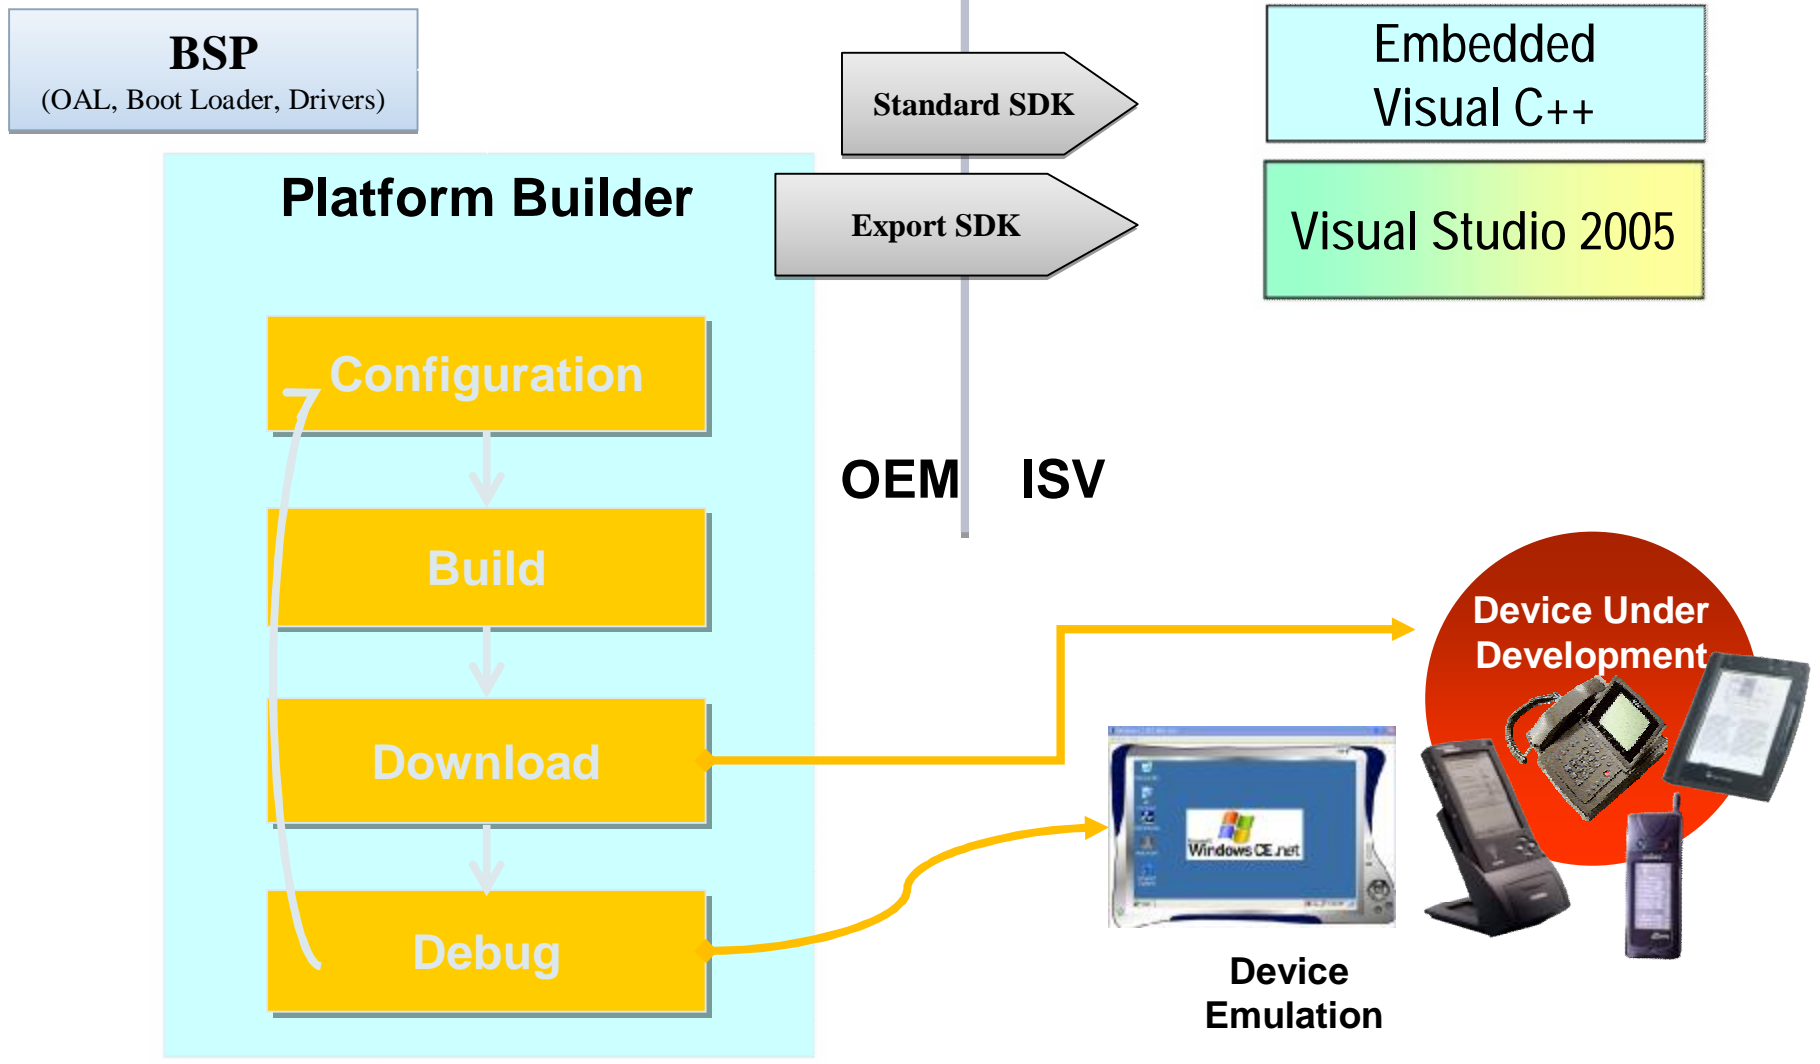 BSP
(OAL, Boot Loader, Drivers)
Platform Builder
Standard SDK
Export SDK
Embedded
Visual C++
Visual Studio 2005
Configuration
Build
Download
Debug
OEM
ISV
Device Under
Development
Windows CE .net
Device
Emulation